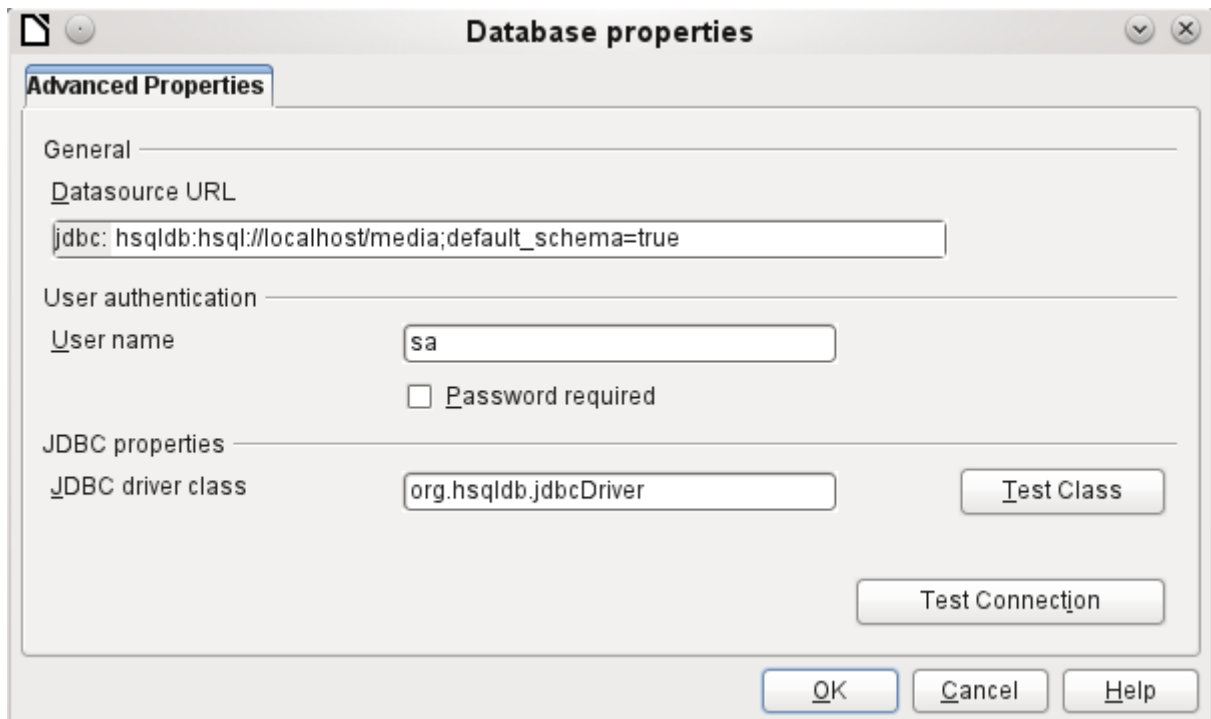 Database properties
Advanced Properties
General
Datasource URL
jdbc: hsqldb:hsql://localhost/media;default_schema=true
User authentication
User name
sa
Password required
JDBC properties
JDBC driver class
org.hsqldb.jdbcDriver
Test Class
Test Connection
OK
Cancel
Help